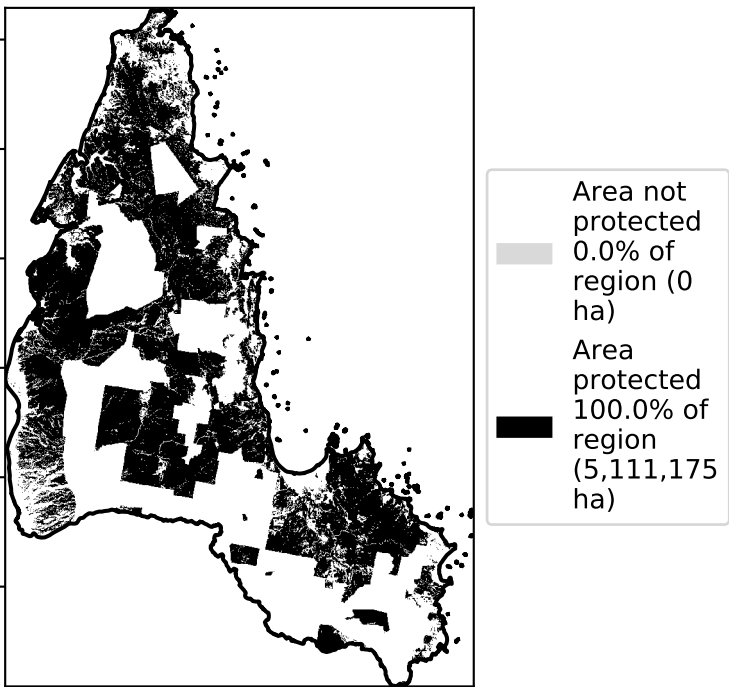 Area not
protected
0.0% of
region (0
ha)
Area
protected
100.0% of
region
(5,111,175
ha)